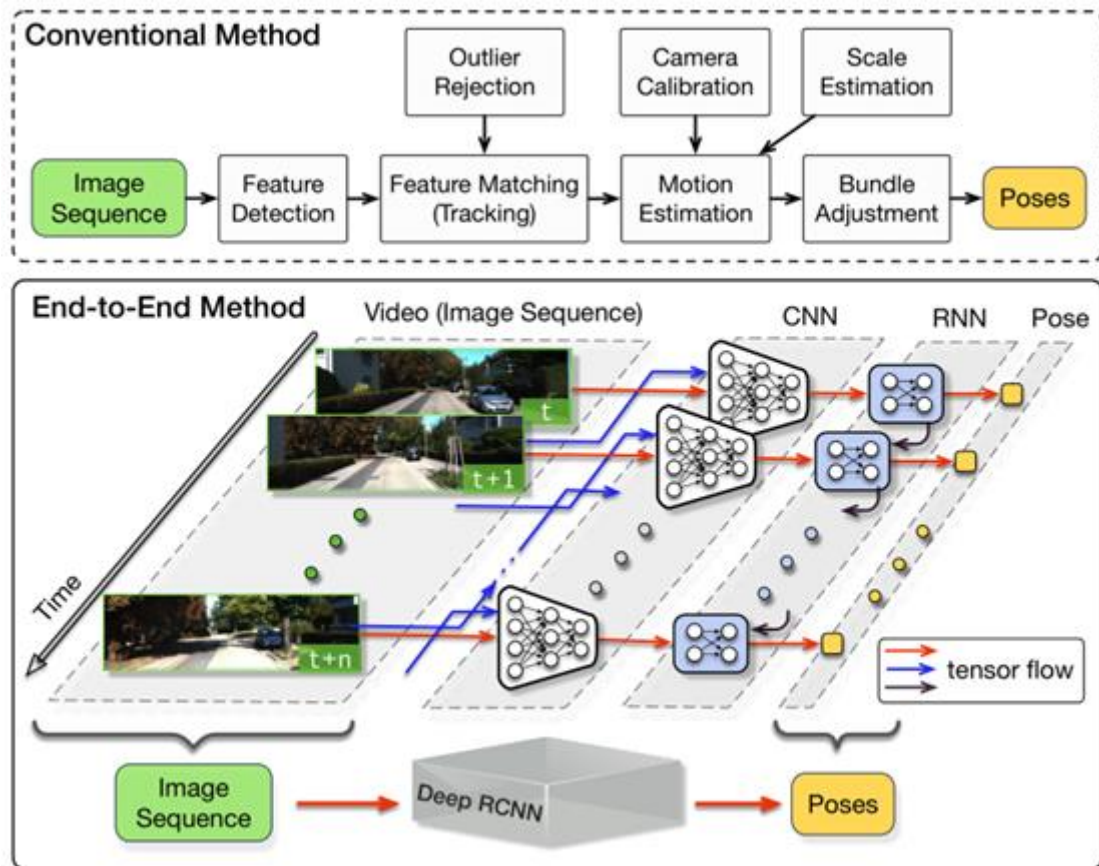 Conventional Method
Outlier
Rejection
Camera
Calibration
Scale
Estimation
Image
Sequence
Feature
Detection
Feature Matching
(Tracking)
Motion
Estimation
Bundle
Adjustment
Poses
End-to-End Method
Video (Image Sequence)
CNN
RNN
Pose
t
t+1
Time
t+n
tensor flow
Image
Sequence
Deep RCNN
Poses